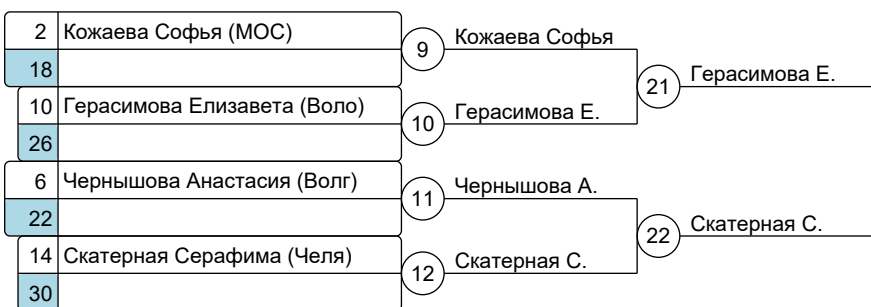 2 Кожаева Софья (МОС)
18
9 Кожаева Софья
10 Герасимова Елизавета (Воло)
26
10 Герасимова Е.
21 Герасимова Е.
6 Чернышова Анастасия (Волг)
22
11 Чернышова А.
14 Скатерная Серафима (Челя)
30
12 Скатерная С.
22 Скатерная С.